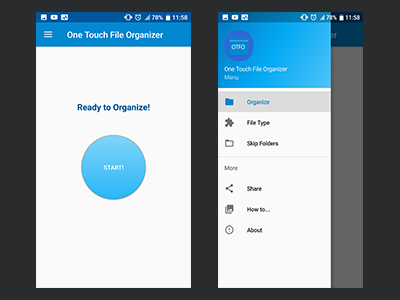 78% 11:58
One Touch File Organizer
Ready to Organize!
START!
78% 11:58
OTFO
One Touch File Organizer
Menu
Organize
File Type
Skip Folders
More
Share
How to...
About
er